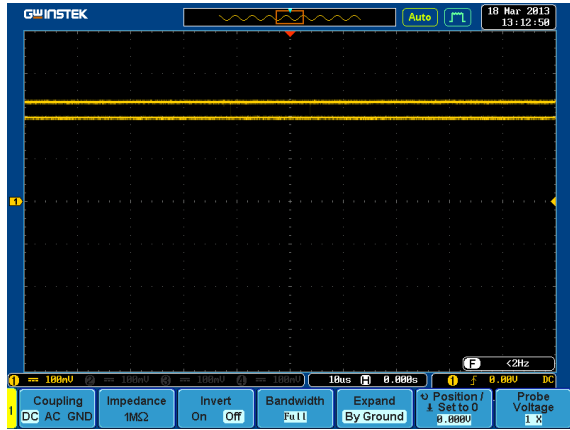 GWINSTEK
Auto
18 Mar 2013
13:12:50
1
F <2Hz
1 100mV 2 100mV 3 100mV 4 100mV 10us H 0.000s 1 0.00V DC
1
Coupling
DC AC GND
Impedance
1MΩ
Invert
On Off
Bandwidth
Full
Expand
By Ground
Position /
Set to 0
0.000V
Probe
Voltage
1 X